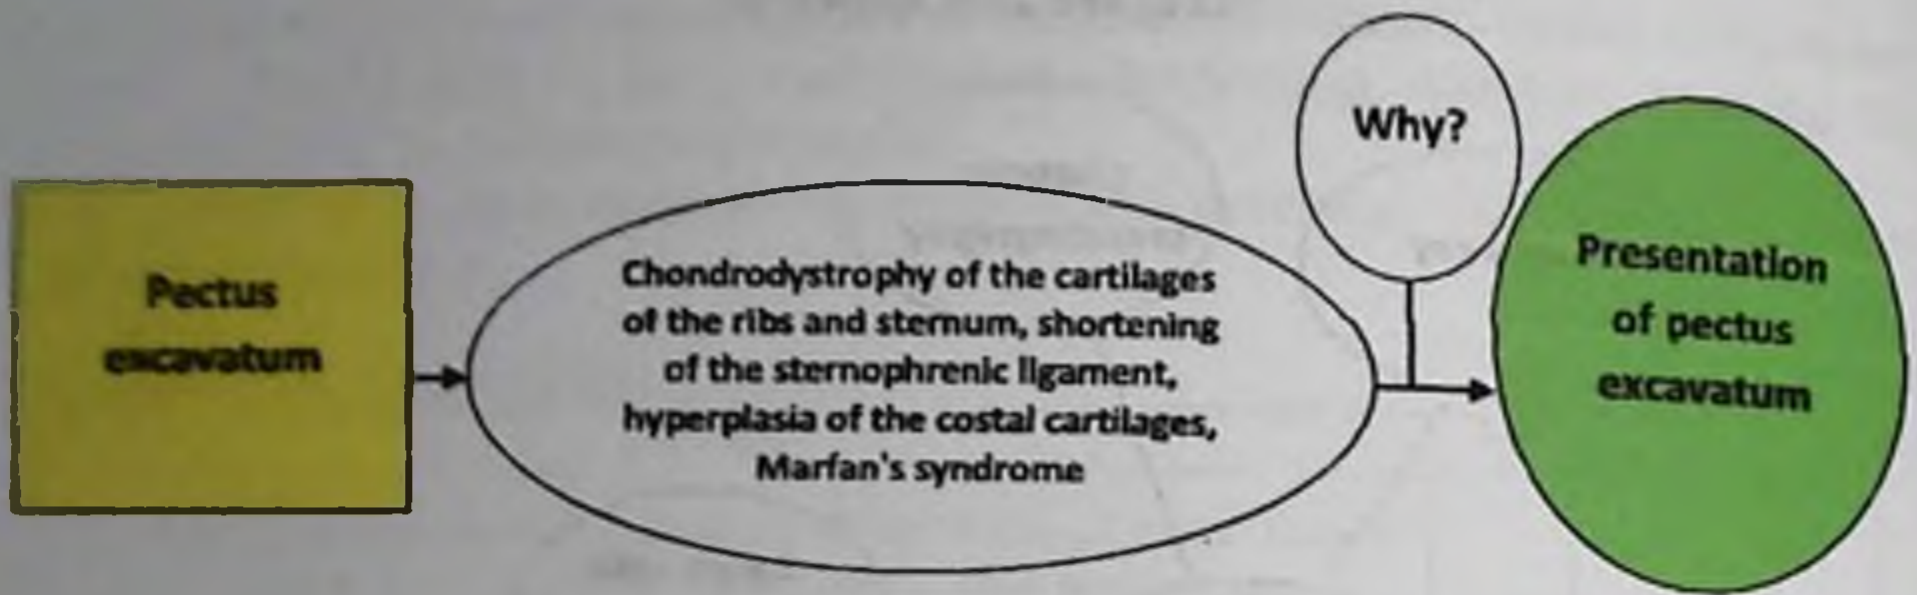 Pectus
excavatum
Chondrodystrophy of the cartilages
of the ribs and sternum, shortening
of the sternophrenic ligament,
hyperplasia of the costal cartilages,
Marfan's syndrome
Why?
Presentation
of pectus
excavatum